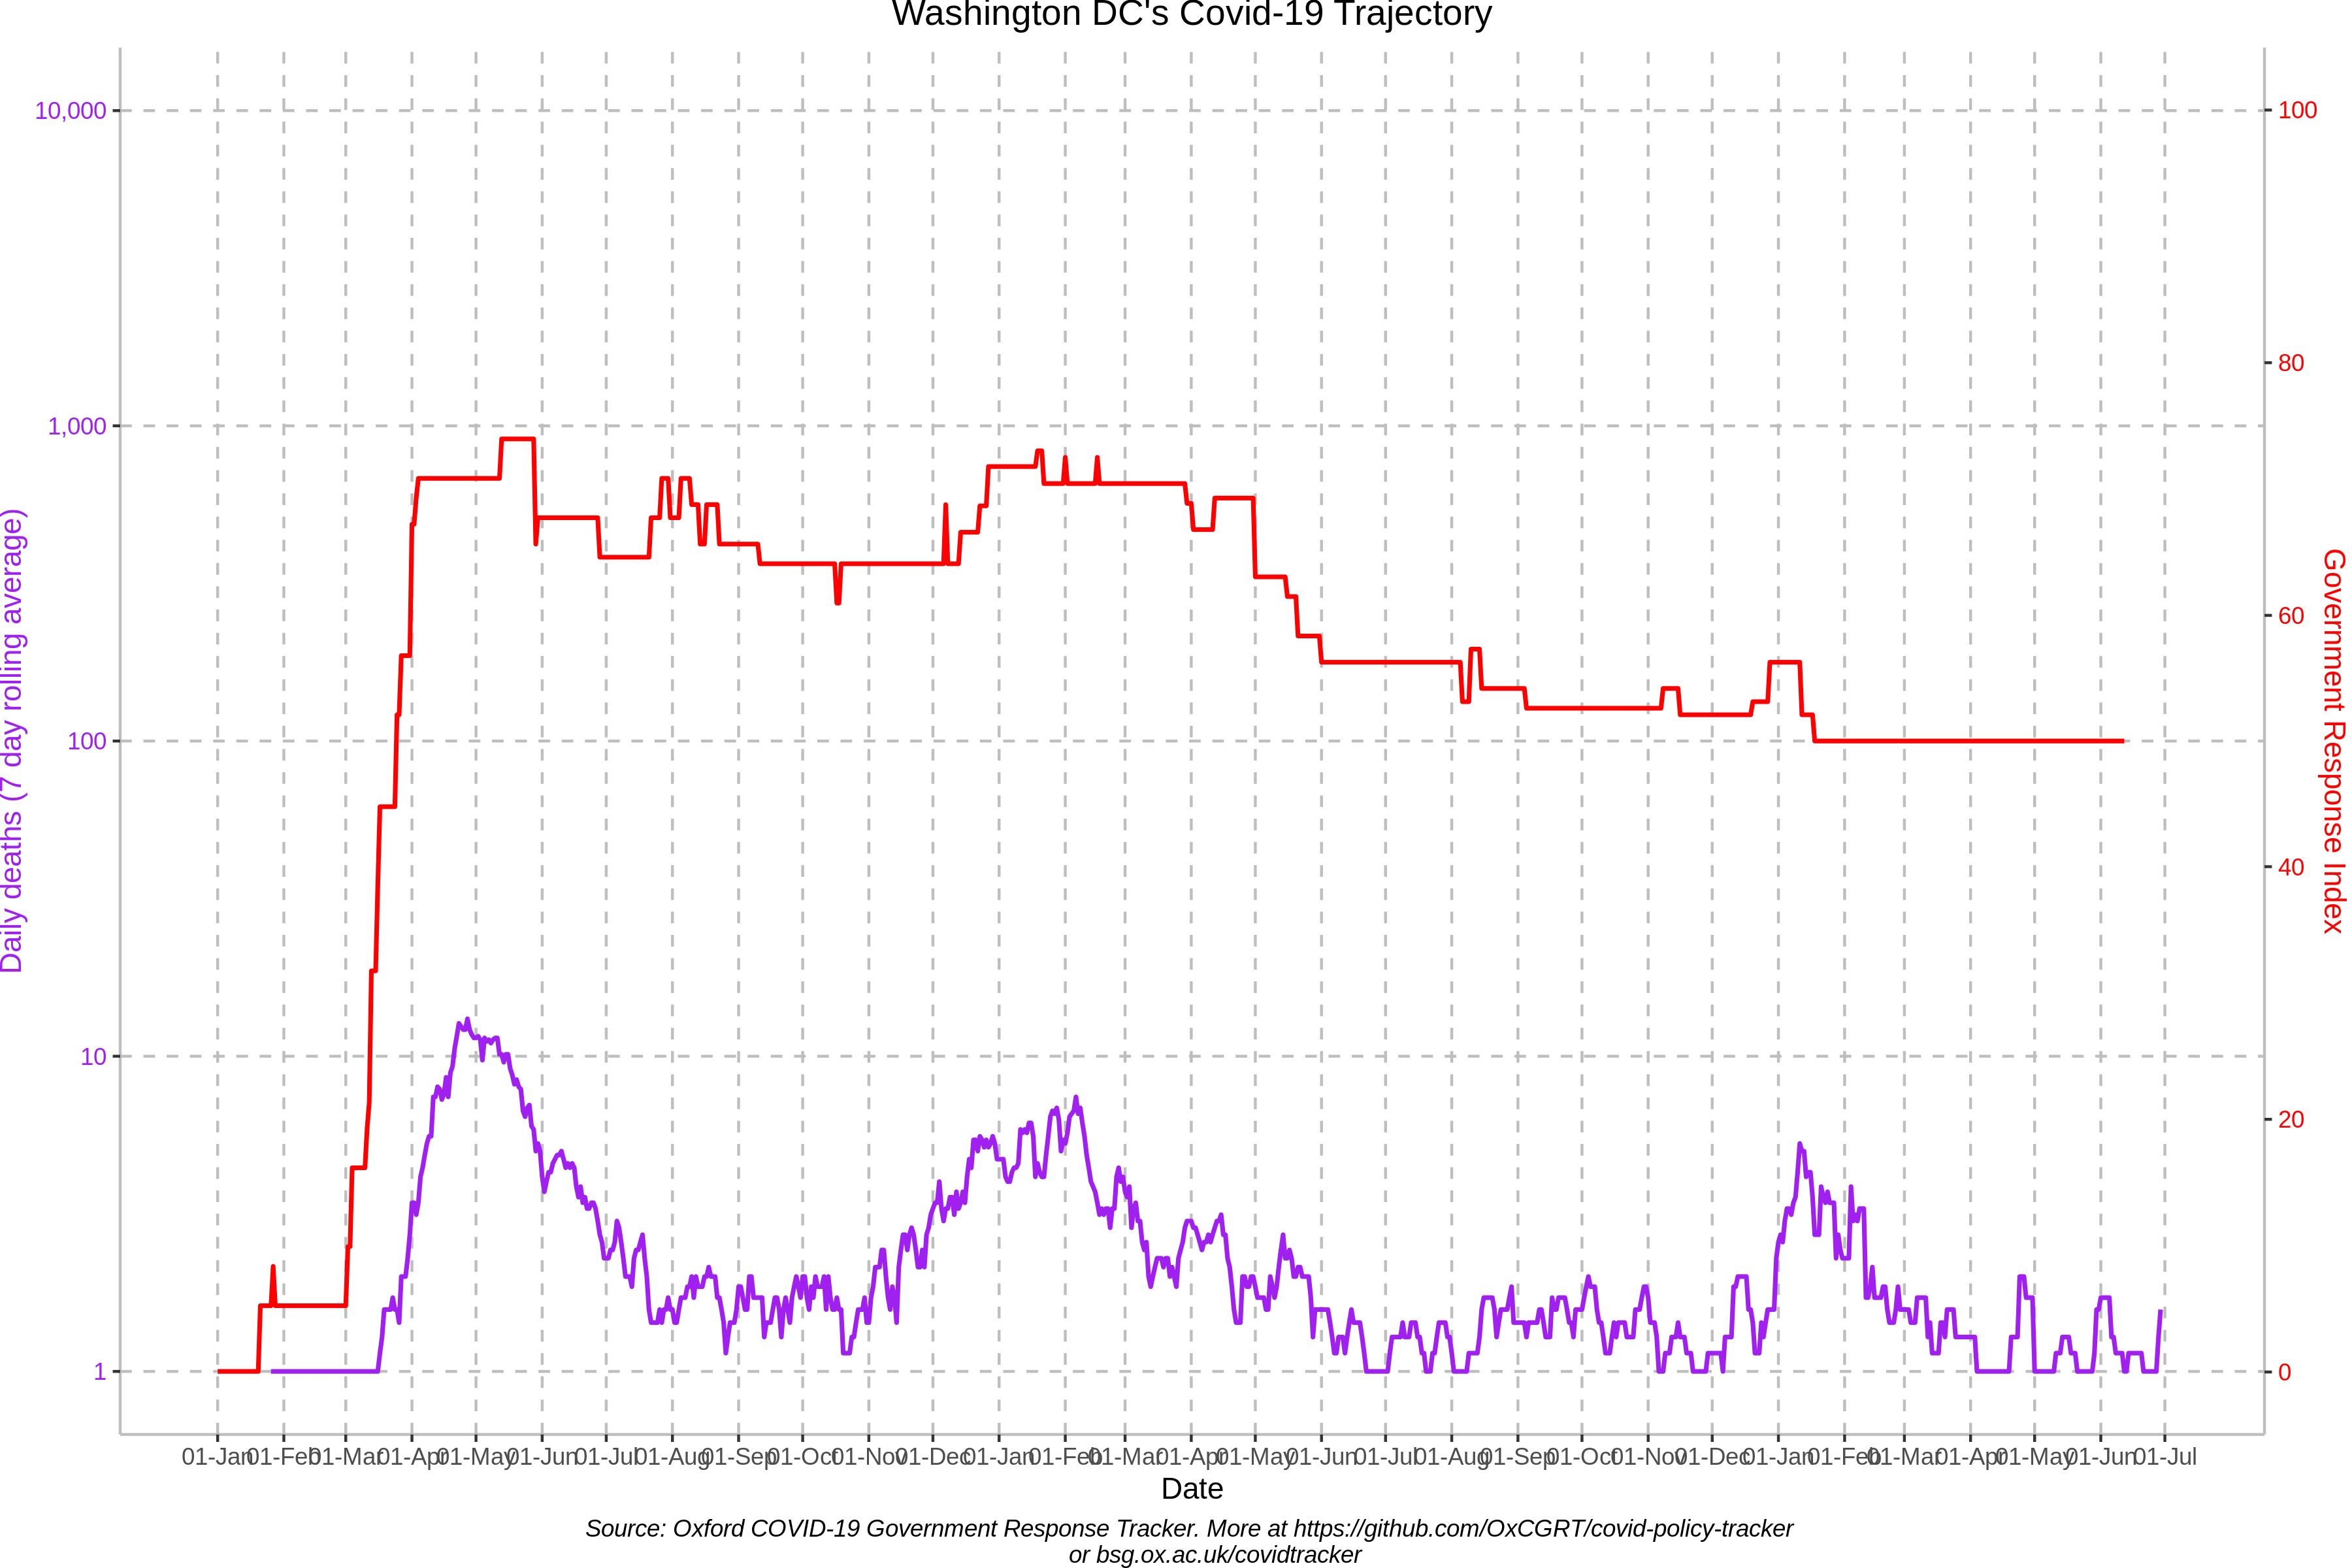 Washington DC's Covid-19 Trajectory
10,000
1,000
100
10
1
Daily deaths (7 day rolling average)
100
80
60
40
20
0
Government Response Index
01-Jan 01-Feb 01-Mar 01-Apr 01-May 01-Jun 01-Jul 01-Aug 01-Sep 01-Oct 01-Nov 01-Dec 01-Jan 01-Feb 01-Mar 01-Apr 01-May 01-Jun 01-Jul 01-Aug 01-Sep 01-Oct 01-Nov 01-Dec 01-Jan 01-Feb 01-Mar 01-Apr 01-May 01-Jun 01-Jul
Date
Source: Oxford COVID-19 Government Response Tracker. More at https://github.com/OxCGRT/covid-policy-tracker
or bsg.ox.ac.uk/covidtracker